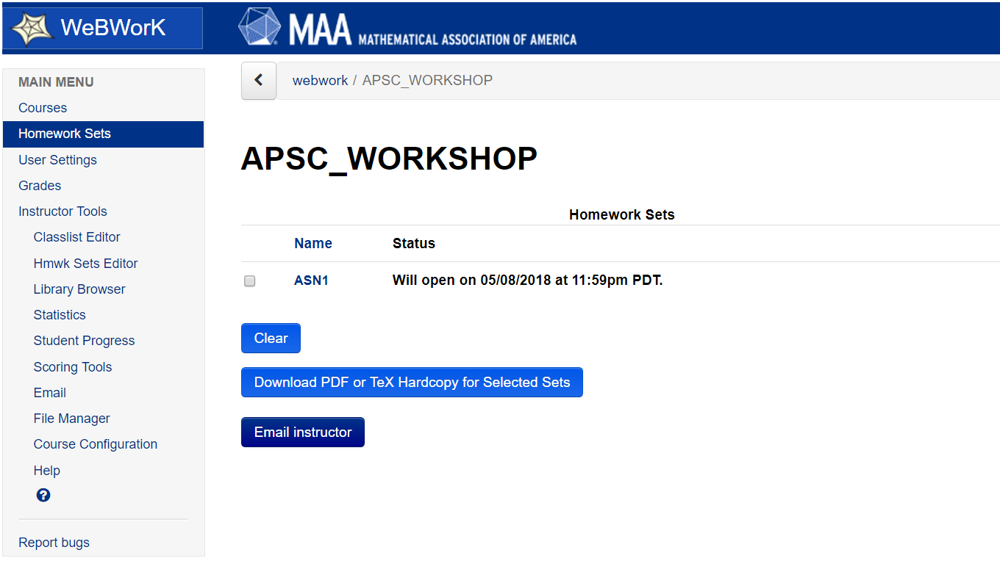 WeBWorK
MAA MATHEMATICAL ASSOCIATION OF AMERICA
MAIN MENU
Courses
Homework Sets
User Settings
Grades
Instructor Tools
Classlist Editor
Hmwk Sets Editor
Library Browser
Statistics
Student Progress
Scoring Tools
Email
File Manager
Course Configuration
Help
?
Report bugs
webwork / APSC_WORKSHOP
APSC_WORKSHOP
Homework Sets
Name Status
ASN1 Will open on 05/08/2018 at 11:59pm PDT.
Clear
Download PDF or TeX Hardcopy for Selected Sets
Email instructor